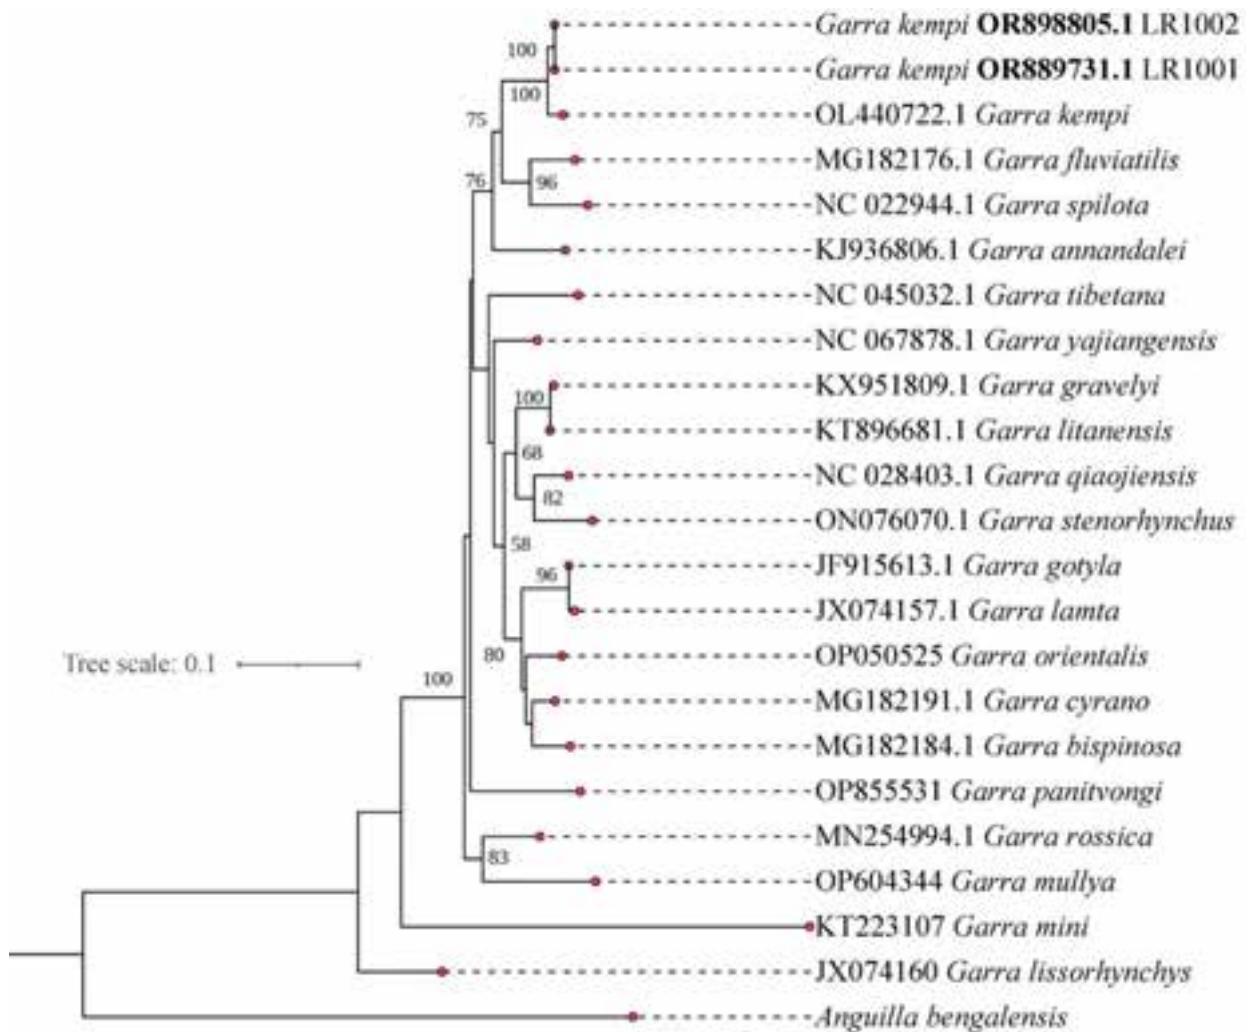 Garra kempi OR898805.1 LR1002
100
Garra kempi OR889731.1 LR1001
100
OL440722.1 Garra kempi
75
MG182176.1 Garra fluviatilis
76
96
NC 022944.1 Garra spilota
KJ936806.1 Garra annandalei
NC 045032.1 Garra tibetana
NC 067878.1 Garra yajiangensis
KX951809.1 Garra gravelyi
100
KT896681.1 Garra litanensis
68
NC 028403.1 Garra qiaojiensis
82
ON076070.1 Garra stenorhynchus
58
JF915613.1 Garra gotyla
96
JX074157.1 Garra lamta
80
OP050525 Garra orientalis
Tree scale: 0.1
100
MG182191.1 Garra cyrano
MG182184.1 Garra bispinosa
OP855531 Garra panitvongi
MN254994.1 Garra rossica
83
OP604344 Garra mullya
KT223107 Garra mini
JX074160 Garra lissorhynchys
Anguilla bengalensis